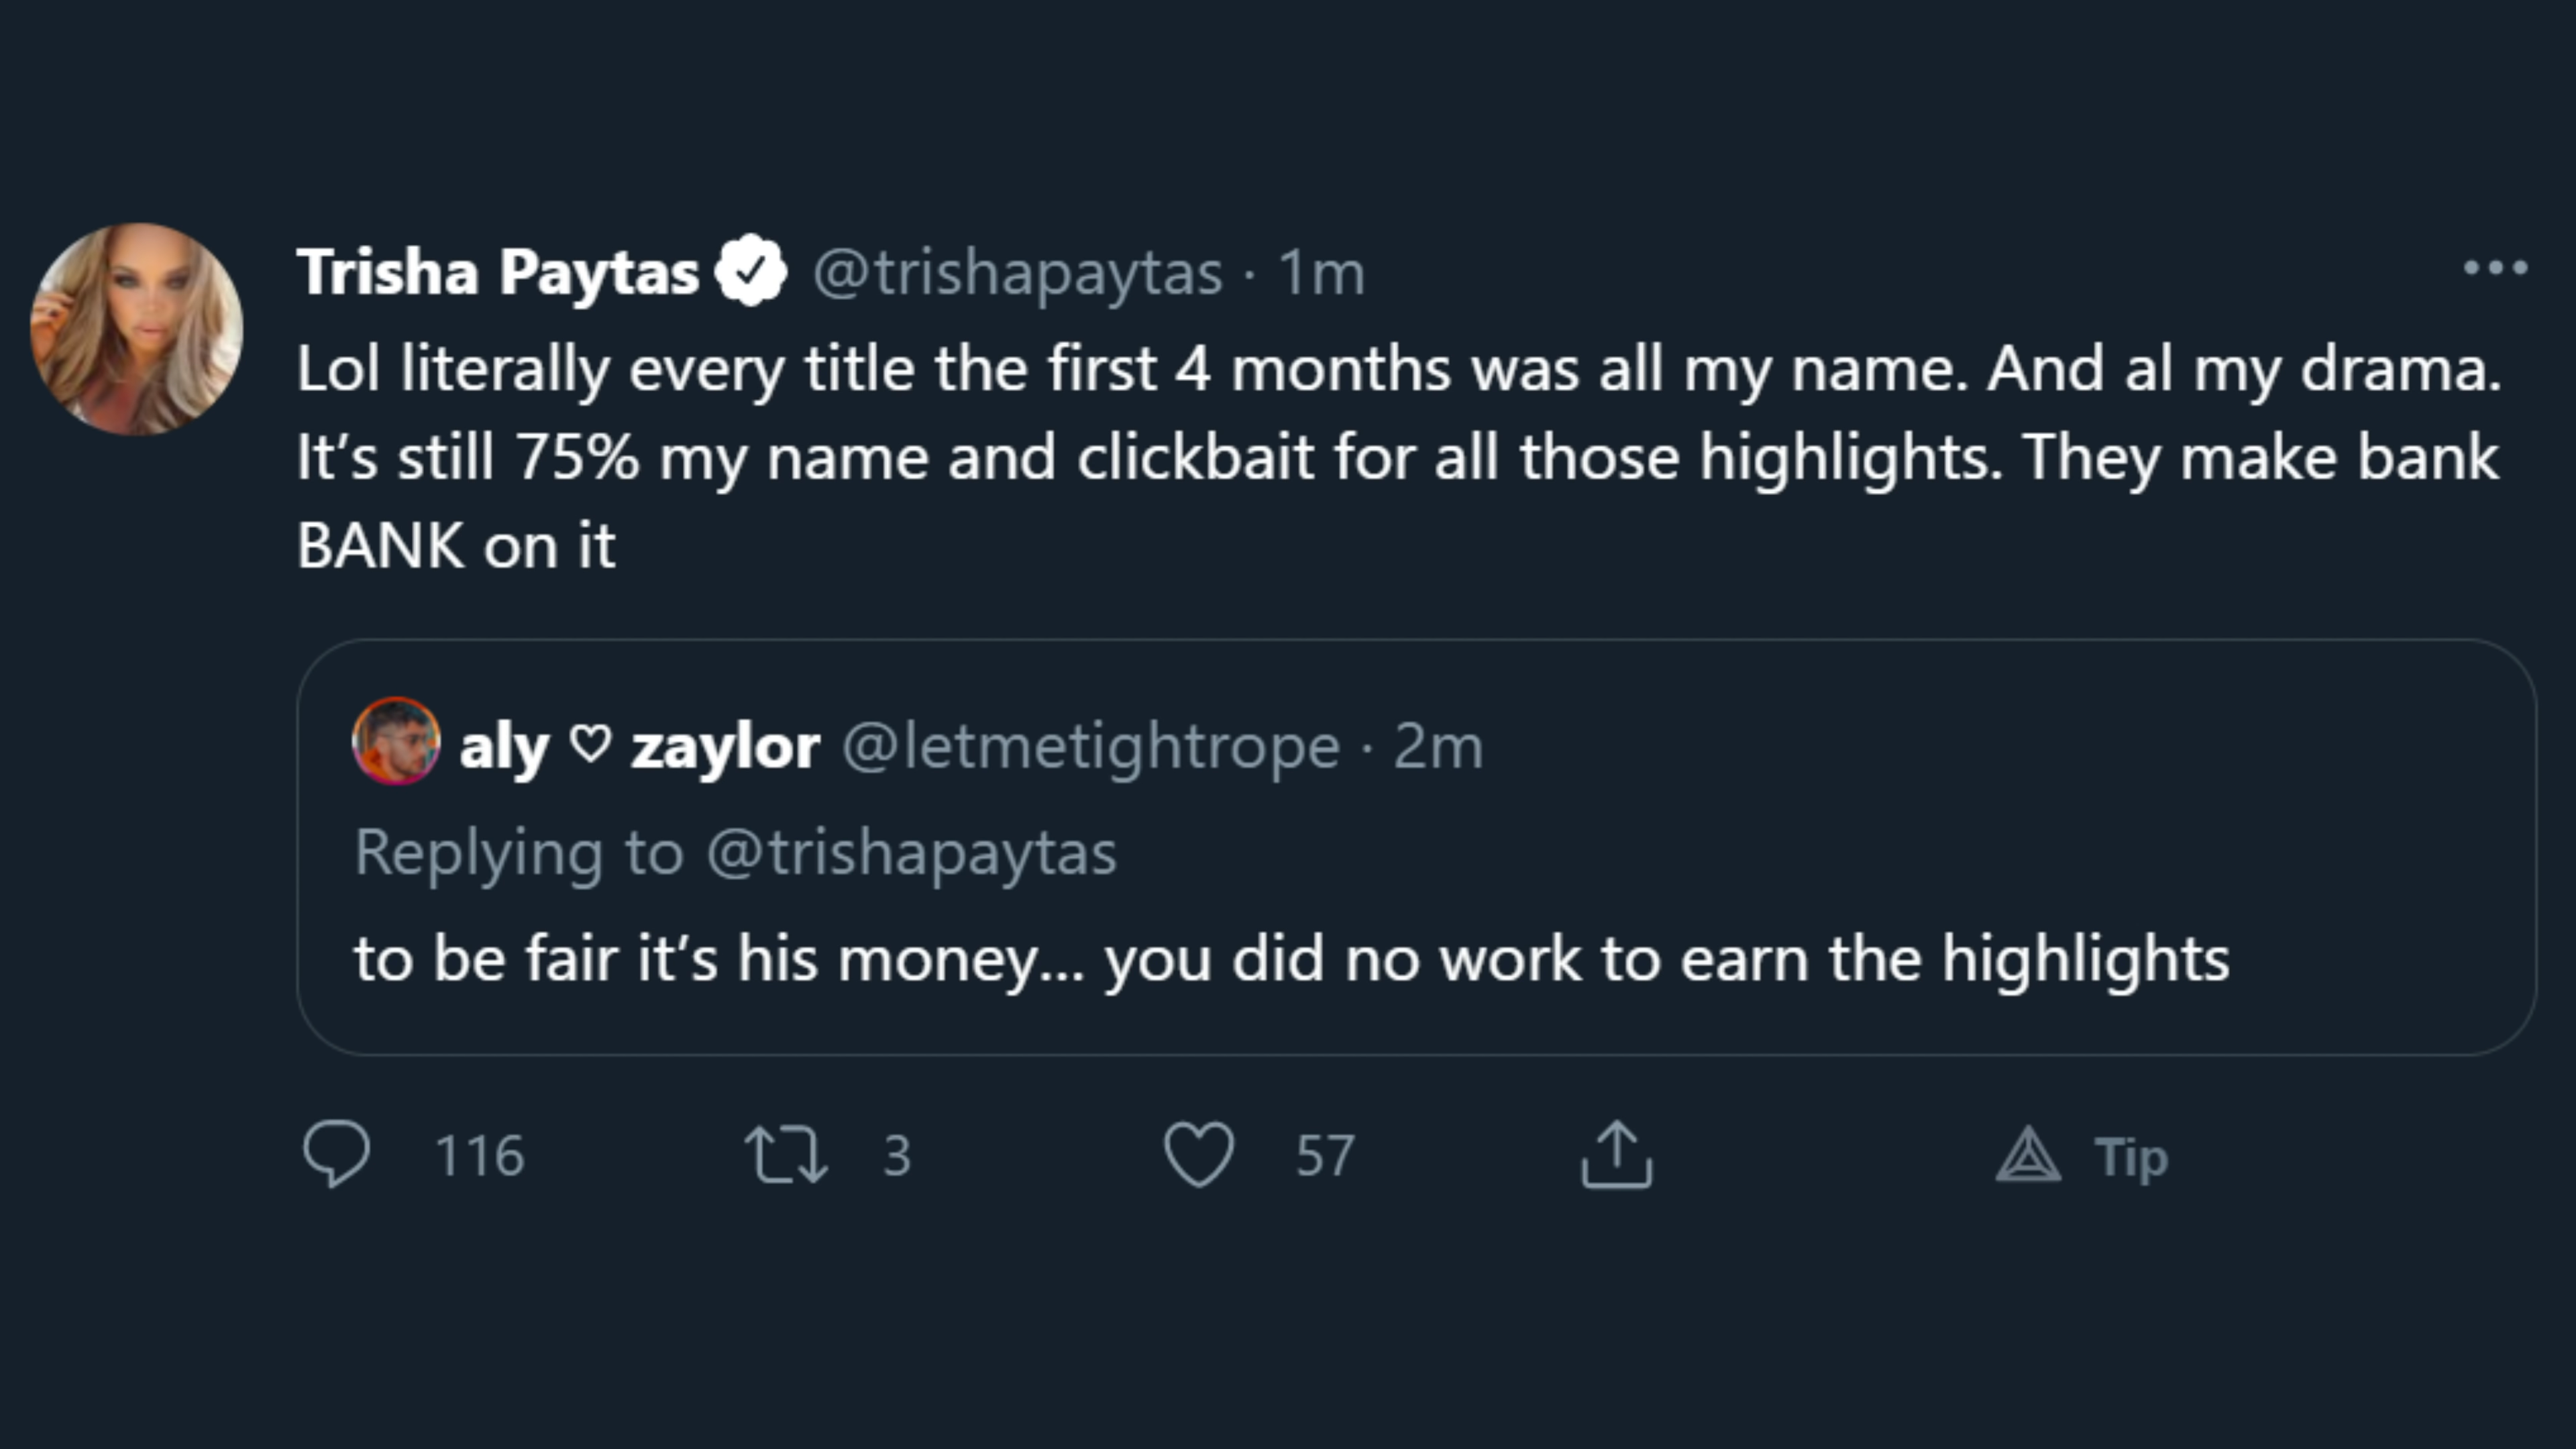 Trisha Paytas @trishapaytas · 1m
Lol literally every title the first 4 months was all my name. And al my drama.
It’s still 75% my name and clickbait for all those highlights. They make bank
BANK on it
aly ♡ zaylor @letmetightrope · 2m
Replying to @trishapaytas
to be fair it’s his money... you did no work to earn the highlights
116 3 57 Tip